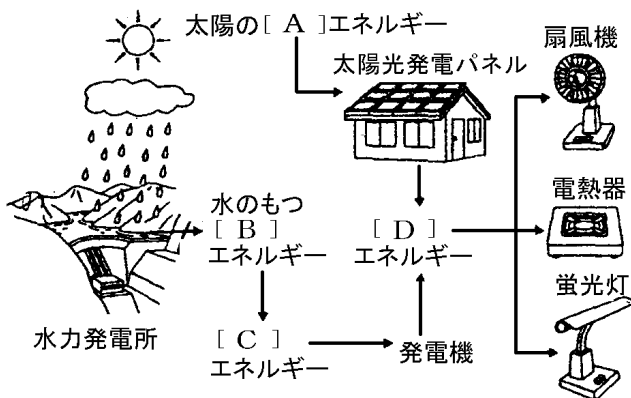 太陽の［ A ］エネルギー
太陽光発電パネル
扇風機
水のもつ
［ B ］
エネルギー
［ D ］
エネルギー
電熱器
蛍光灯
水力発電所
［ C ］
エネルギー
発電機